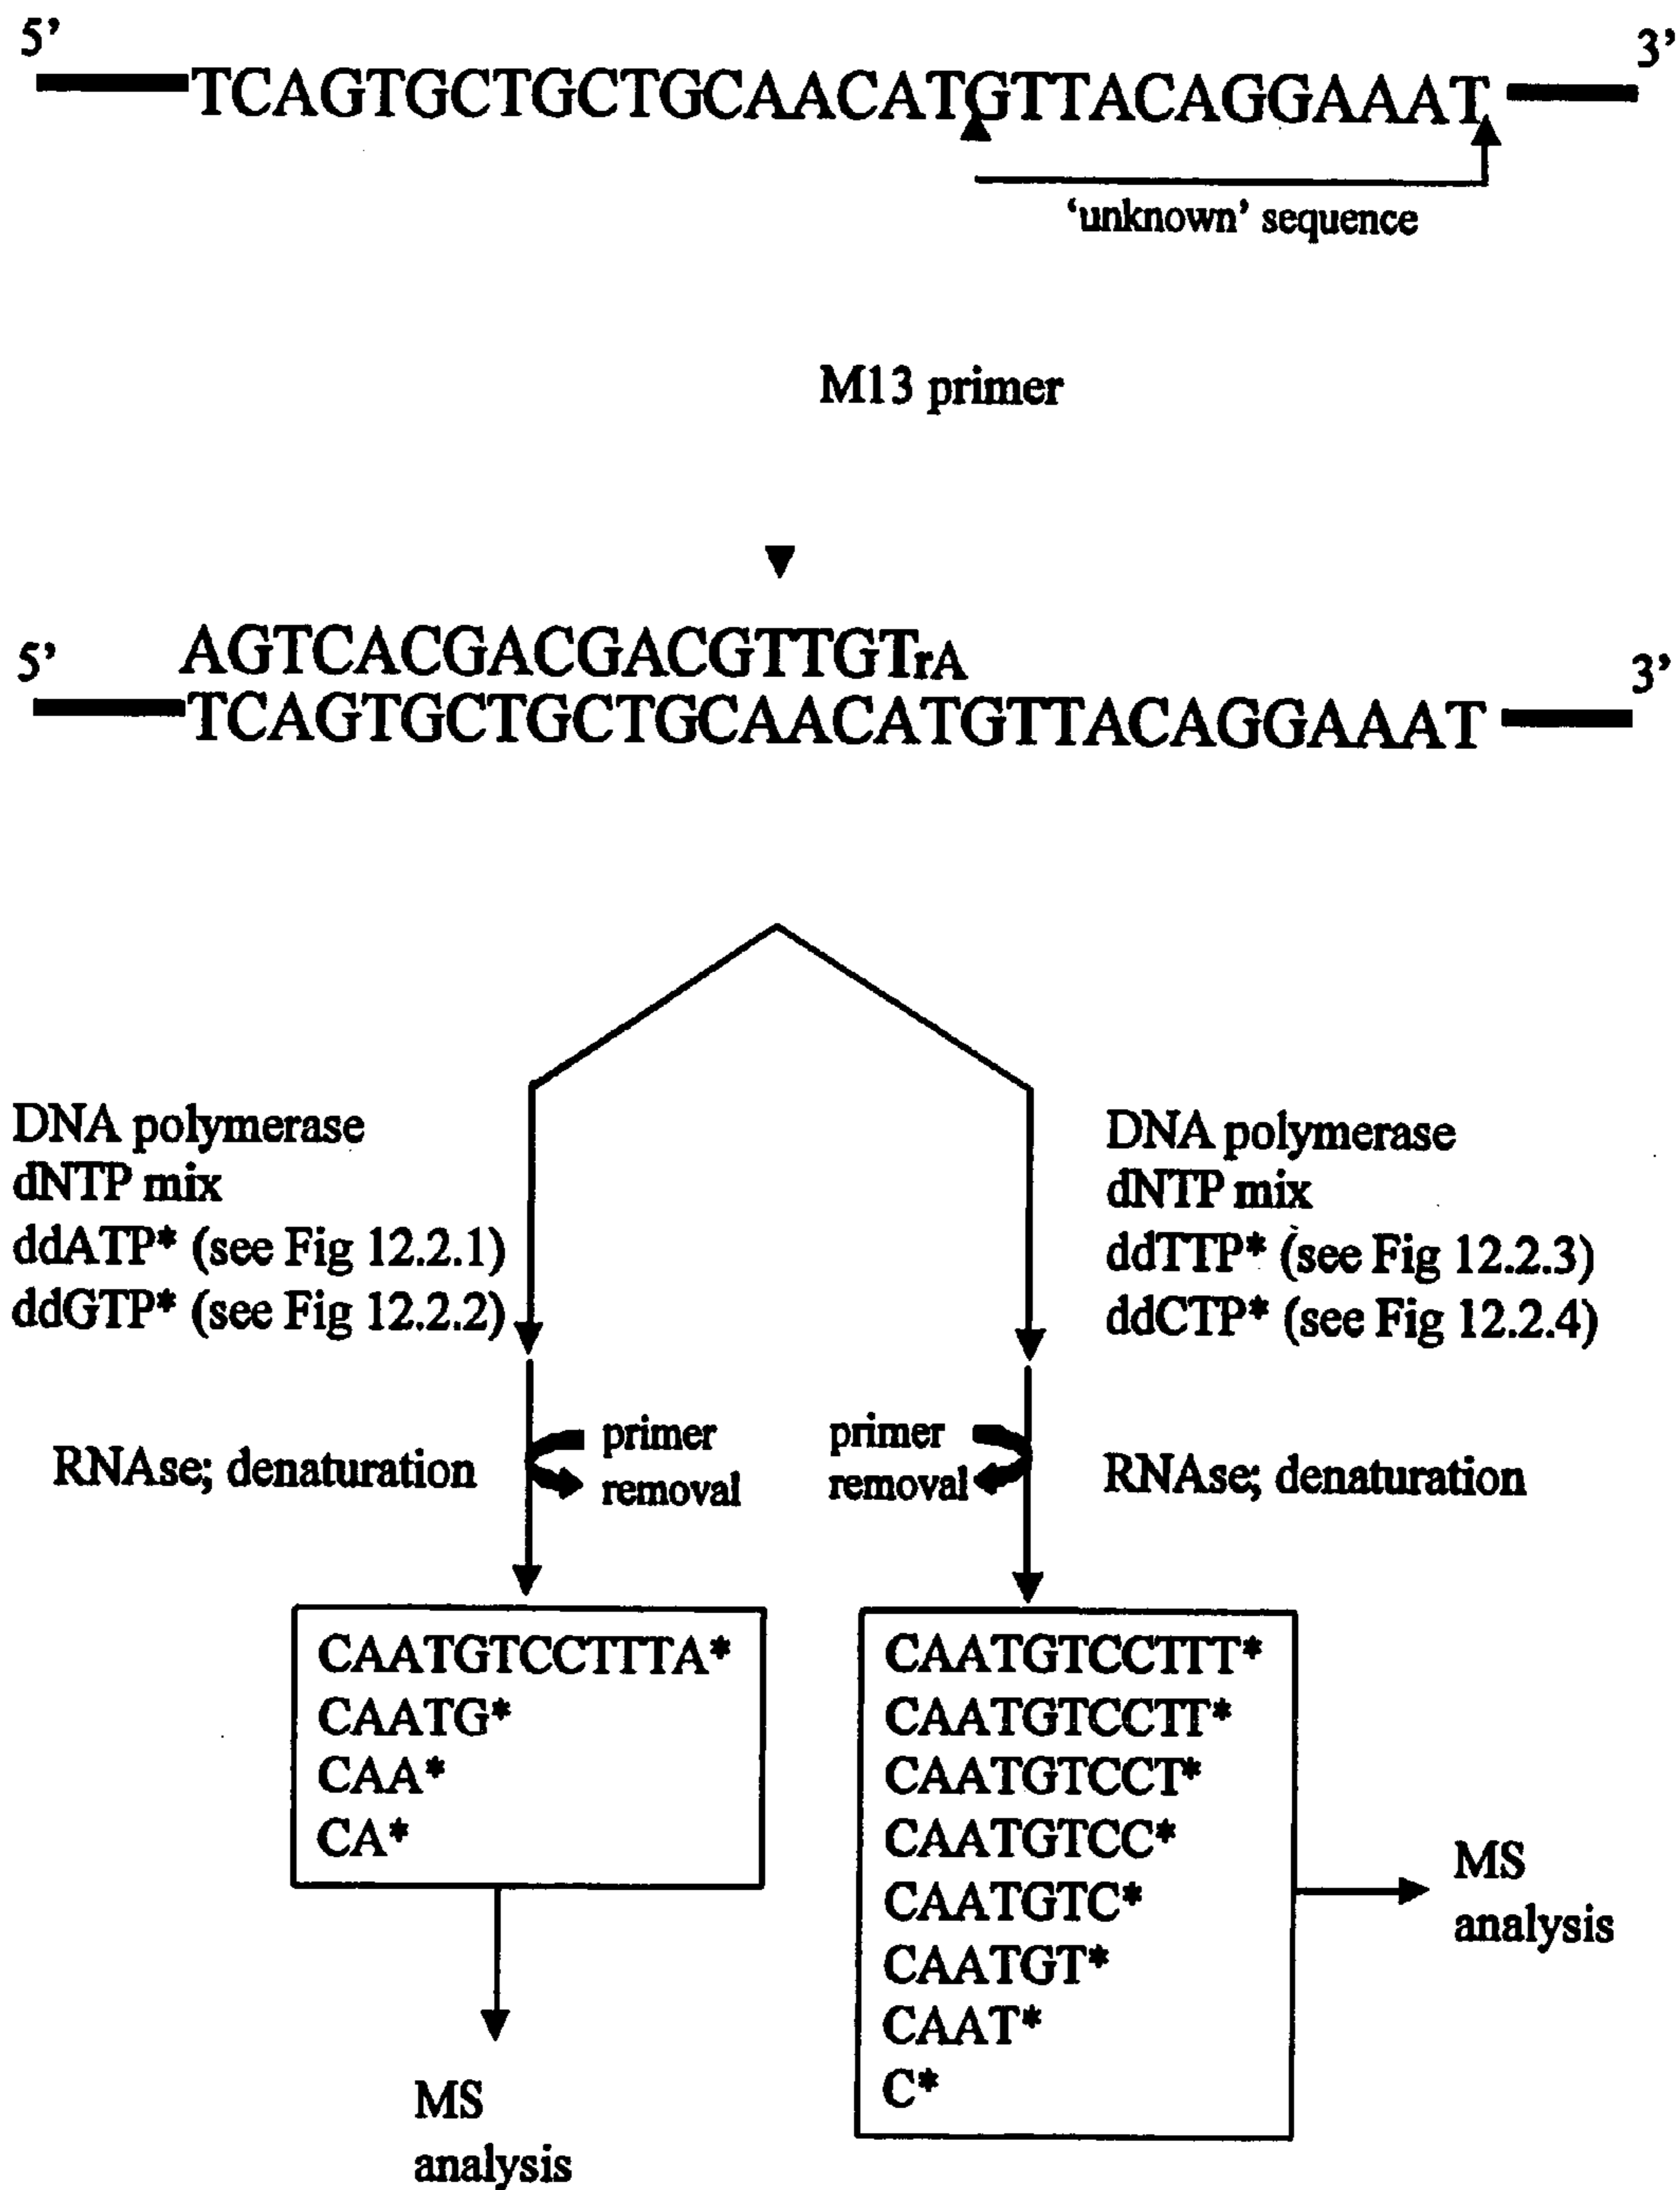 5’ 3’
TCAGTGCTGCTGCAACATGTTACAGGAAAT
‘unknown’ sequence
M13 primer
AGTCACGACGACGTTGTrA
5’ 3’
TCAGTGCTGCTGCAACATGTTACAGGAAAT
DNA polymerase
dNTP mix
ddATP* (see Fig 12.2.1)
ddGTP* (see Fig 12.2.2)
DNA polymerase
dNTP mix
ddTTP* (see Fig 12.2.3)
ddCTP* (see Fig 12.2.4)
RNAse; denaturation
primer
removal
primer
removal
RNAse; denaturation
CAATGTCCTTTA*
CAATG*
CAA*
CA*
MS
analysis
CAATGTCCTTT*
CAATGTCCTT*
CAATGTCCT*
CAATGTCC*
CAATGTC*
CAATGT*
CAAT*
C*
MS
analysis